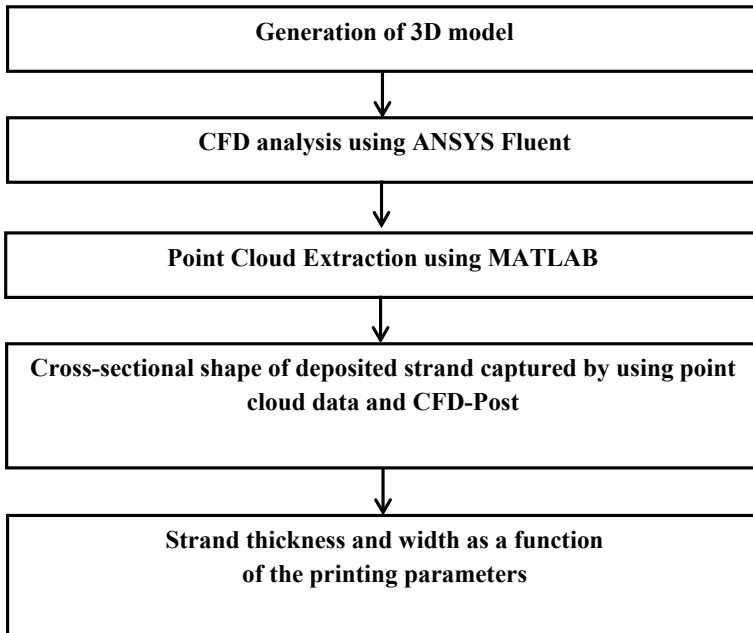 Generation of 3D model
CFD analysis using ANSYS Fluent
Point Cloud Extraction using MATLAB
Cross-sectional shape of deposited strand captured by using point
cloud data and CFD-Post
Strand thickness and width as a function
of the printing parameters